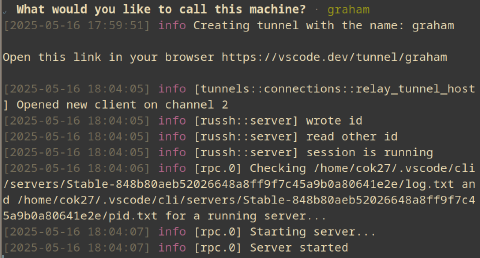 ✔ What would you like to call this machine? · graham
[2025-05-16 17:59:51] info Creating tunnel with the name: graham
Open this link in your browser https://vscode.dev/tunnel/graham
[2025-05-16 18:04:05] info [tunnels::connections::relay_tunnel_host
] Opened new client on channel 2
[2025-05-16 18:04:05] info [russh::server] wrote id
[2025-05-16 18:04:05] info [russh::server] read other id
[2025-05-16 18:04:05] info [russh::server] session is running
[2025-05-16 18:04:06] info [rpc.0] Checking /home/cok27/.vscode/cli
/servers/Stable-848b80aeb52026648a8ff9f7c45a9b0a80641e2e/log.txt an
d /home/cok27/.vscode/cli/servers/Stable-848b80aeb52026648a8ff9f7c4
5a9b0a80641e2e/pid.txt for a running server...
[2025-05-16 18:04:07] info [rpc.0] Starting server...
[2025-05-16 18:04:07] info [rpc.0] Server started